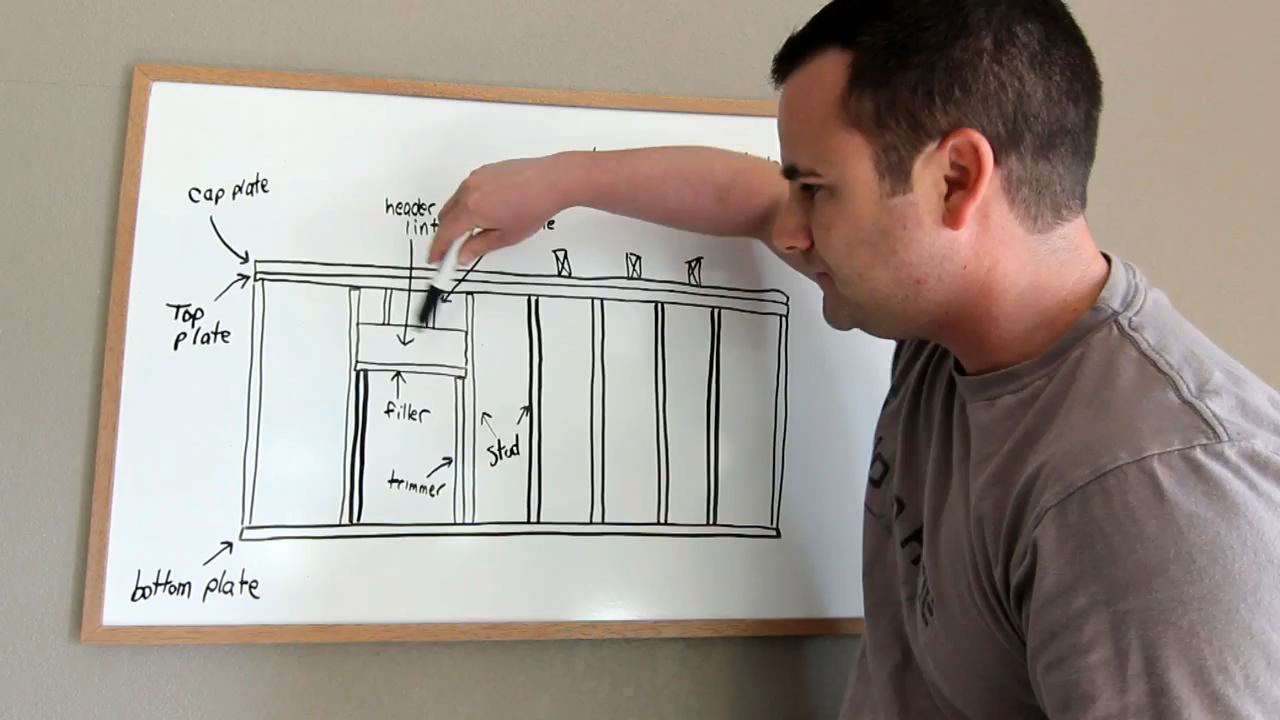 cap plate
header
Top
plate
filler
stud
trimmer
bottom plate